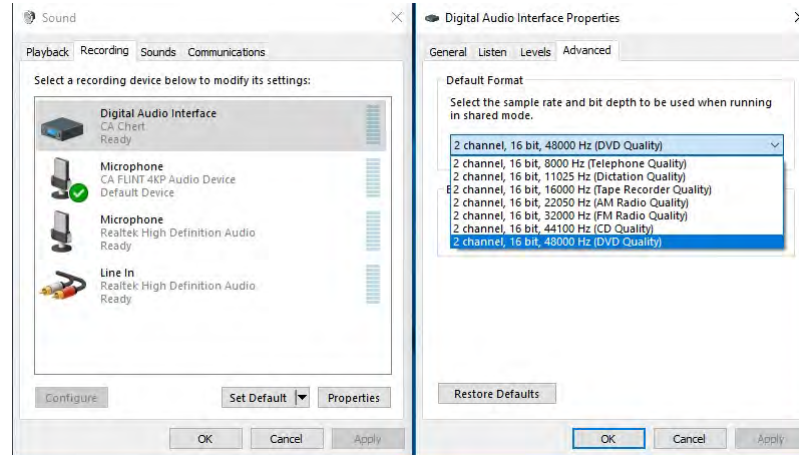 Sound
Playback Recording Sounds Communications
Select a recording device below to modify its settings:
Digital Audio Interface
CA Chert
Ready
Microphone
CA FLINT 4KP Audio Device
Default Device
Microphone
Realtek High Definition Audio
Ready
Line In
Realtek High Definition Audio
Ready
Configure Set Default Properties
OK Cancel Apply
Digital Audio Interface Properties
General Listen Levels Advanced
Default Format
Select the sample rate and bit depth to be used when running
in shared mode.
2 channel, 16 bit, 48000 Hz (DVD Quality)
2 channel, 16 bit, 8000 Hz (Telephone Quality)
2 channel, 16 bit, 11025 Hz (Dictation Quality)
2 channel, 16 bit, 16000 Hz (Tape Recorder Quality)
2 channel, 16 bit, 22050 Hz (AM Radio Quality)
2 channel, 16 bit, 32000 Hz (FM Radio Quality)
2 channel, 16 bit, 44100 Hz (CD Quality)
2 channel, 16 bit, 48000 Hz (DVD Quality)
Restore Defaults
OK Cancel Apply